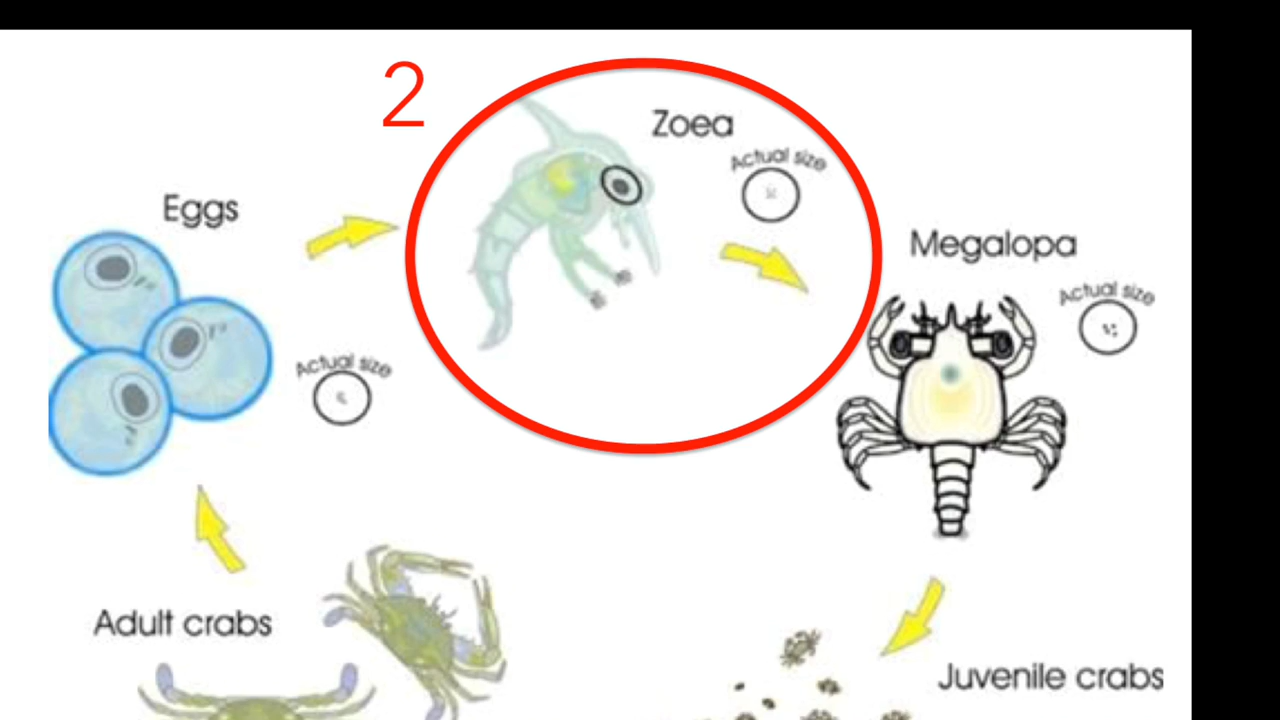 2
Zoea
Actual size
Eggs
Megalopa
Actual size
Actual size
Adult crabs
Juvenile crabs